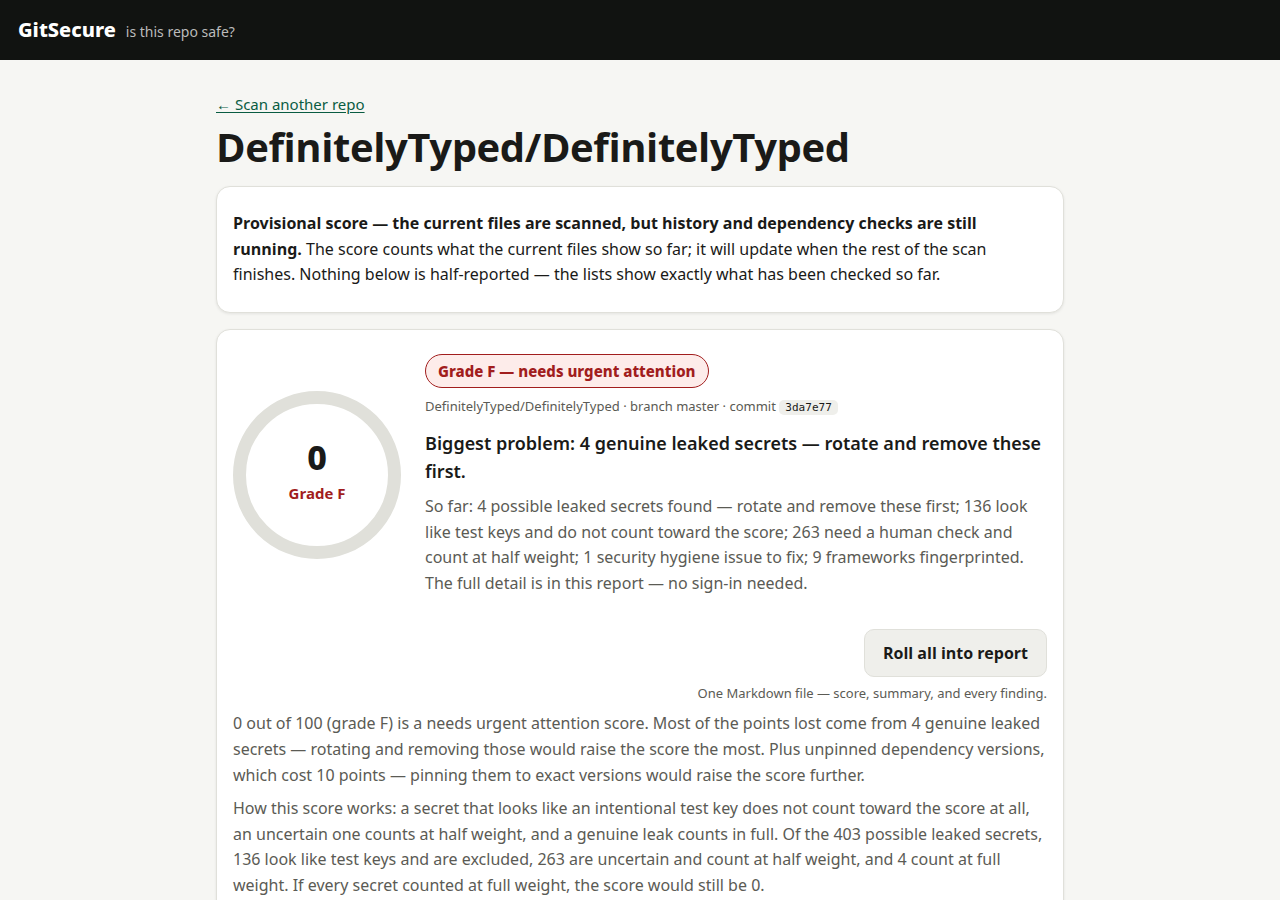 GitSecure is this repo safe?
← Scan another repo
DefinitelyTyped/DefinitelyTyped
Provisional score — the current files are scanned, but history and dependency checks are still
running. The score counts what the current files show so far; it will update when the rest of the scan
finishes. Nothing below is half-reported — the lists show exactly what has been checked so far.
0
Grade F
Grade F — needs urgent attention
DefinitelyTyped/DefinitelyTyped · branch master · commit 3da7e77
Biggest problem: 4 genuine leaked secrets — rotate and remove these
first.
So far: 4 possible leaked secrets found — rotate and remove these first; 136 look
like test keys and do not count toward the score; 263 need a human check and
count at half weight; 1 security hygiene issue to fix; 9 frameworks fingerprinted.
The full detail is in this report — no sign-in needed.
Roll all into report
One Markdown file — score, summary, and every finding.
0 out of 100 (grade F) is a needs urgent attention score. Most of the points lost come from 4 genuine leaked
secrets — rotating and removing those would raise the score the most. Plus unpinned dependency versions,
which cost 10 points — pinning them to exact versions would raise the score further.
How this score works: a secret that looks like an intentional test key does not count toward the score at all,
an uncertain one counts at half weight, and a genuine leak counts in full. Of the 403 possible leaked secrets,
136 look like test keys and are excluded, 263 are uncertain and count at half weight, and 4 count at full
weight. If every secret counted at full weight, the score would still be 0.